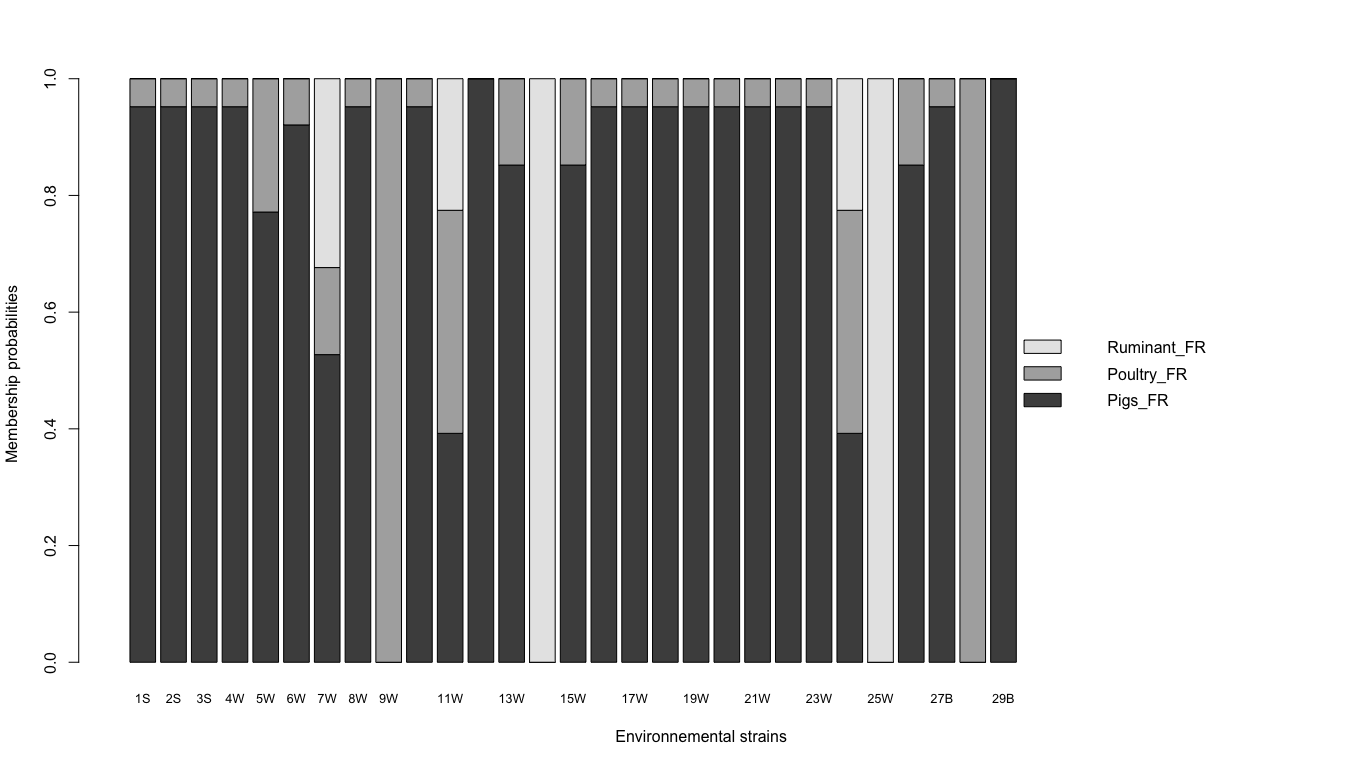 Membership probabilities
1.0
0.8
0.6
0.4
0.2
0.0
1S 2S 3S 4W 5W 6W 7W 8W 9W 11W 13W 15W 17W 19W 21W 23W 25W 27B 29B
Environnemental strains
Ruminant_FR
Poultry_FR
Pigs_FR